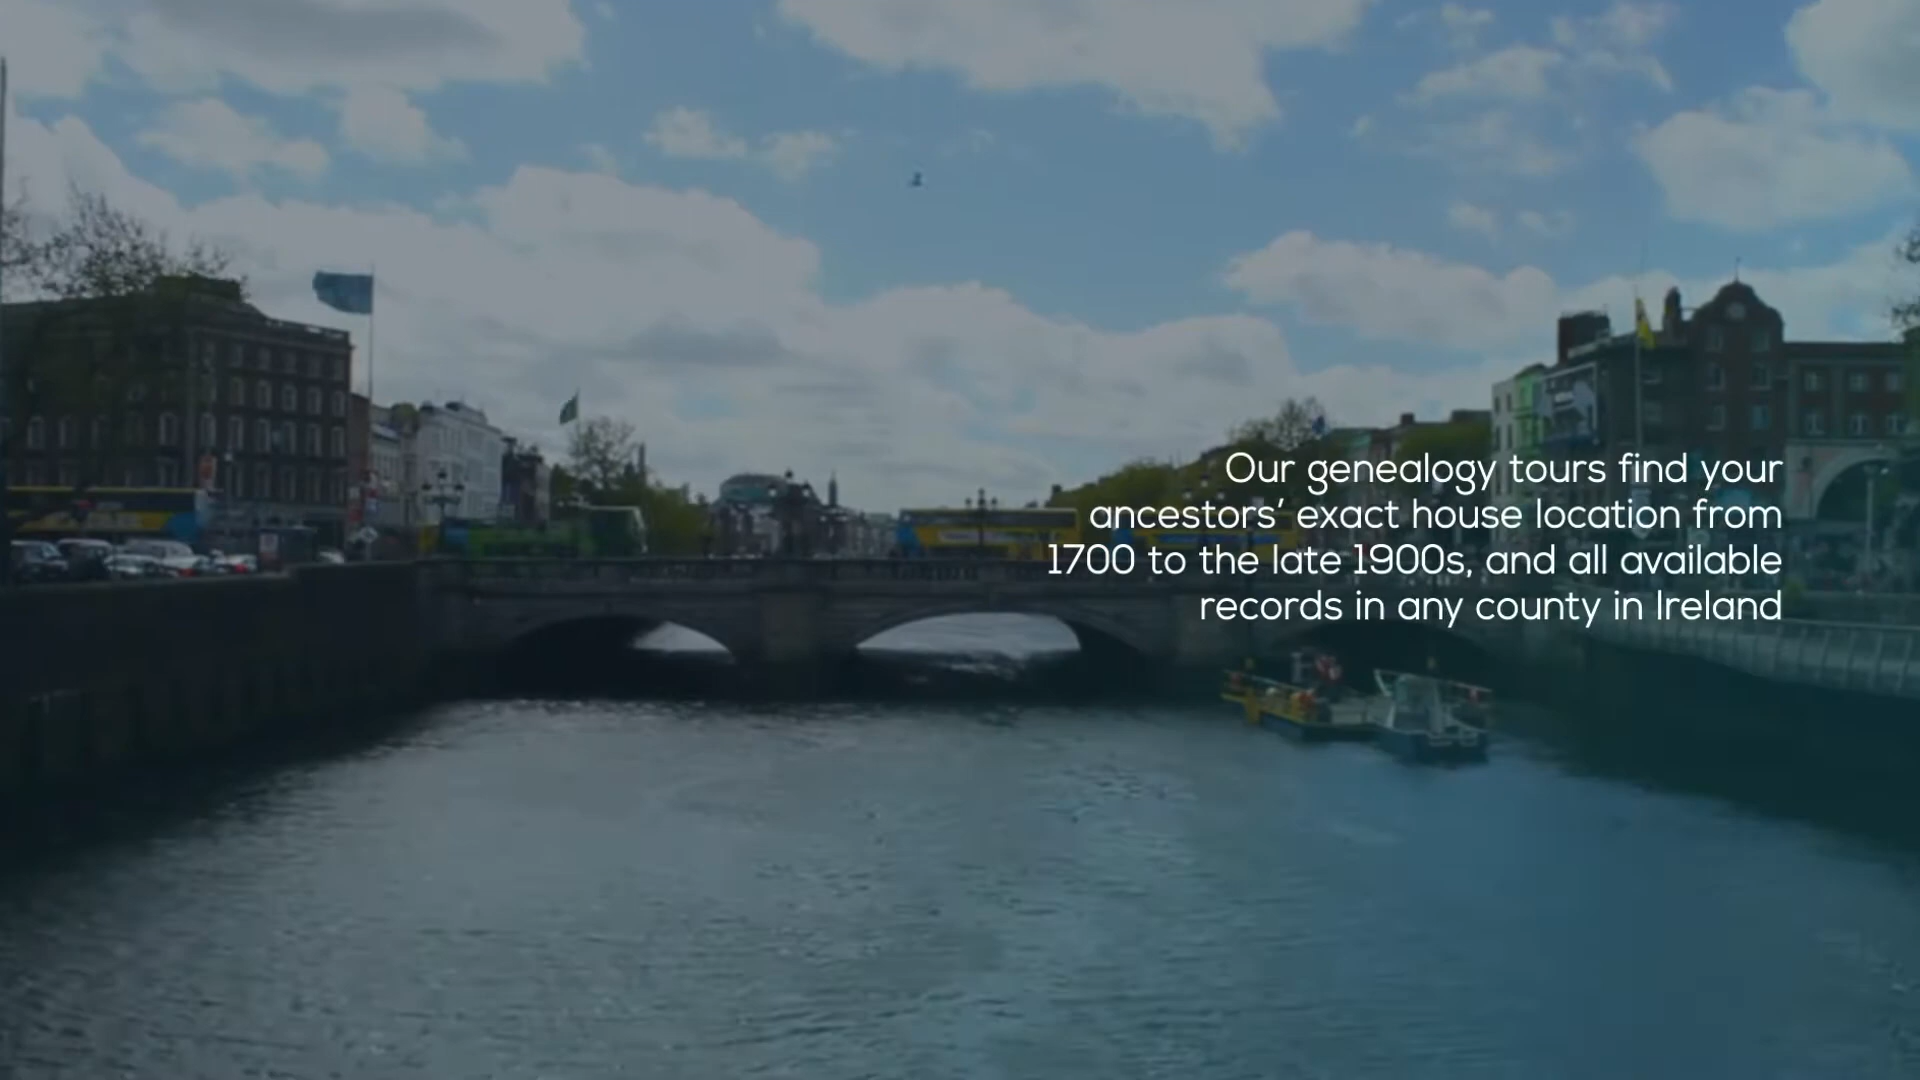 Our genealogy tours find your
ancestors’ exact house location from
1700 to the late 1900s, and all available
records in any county in Ireland